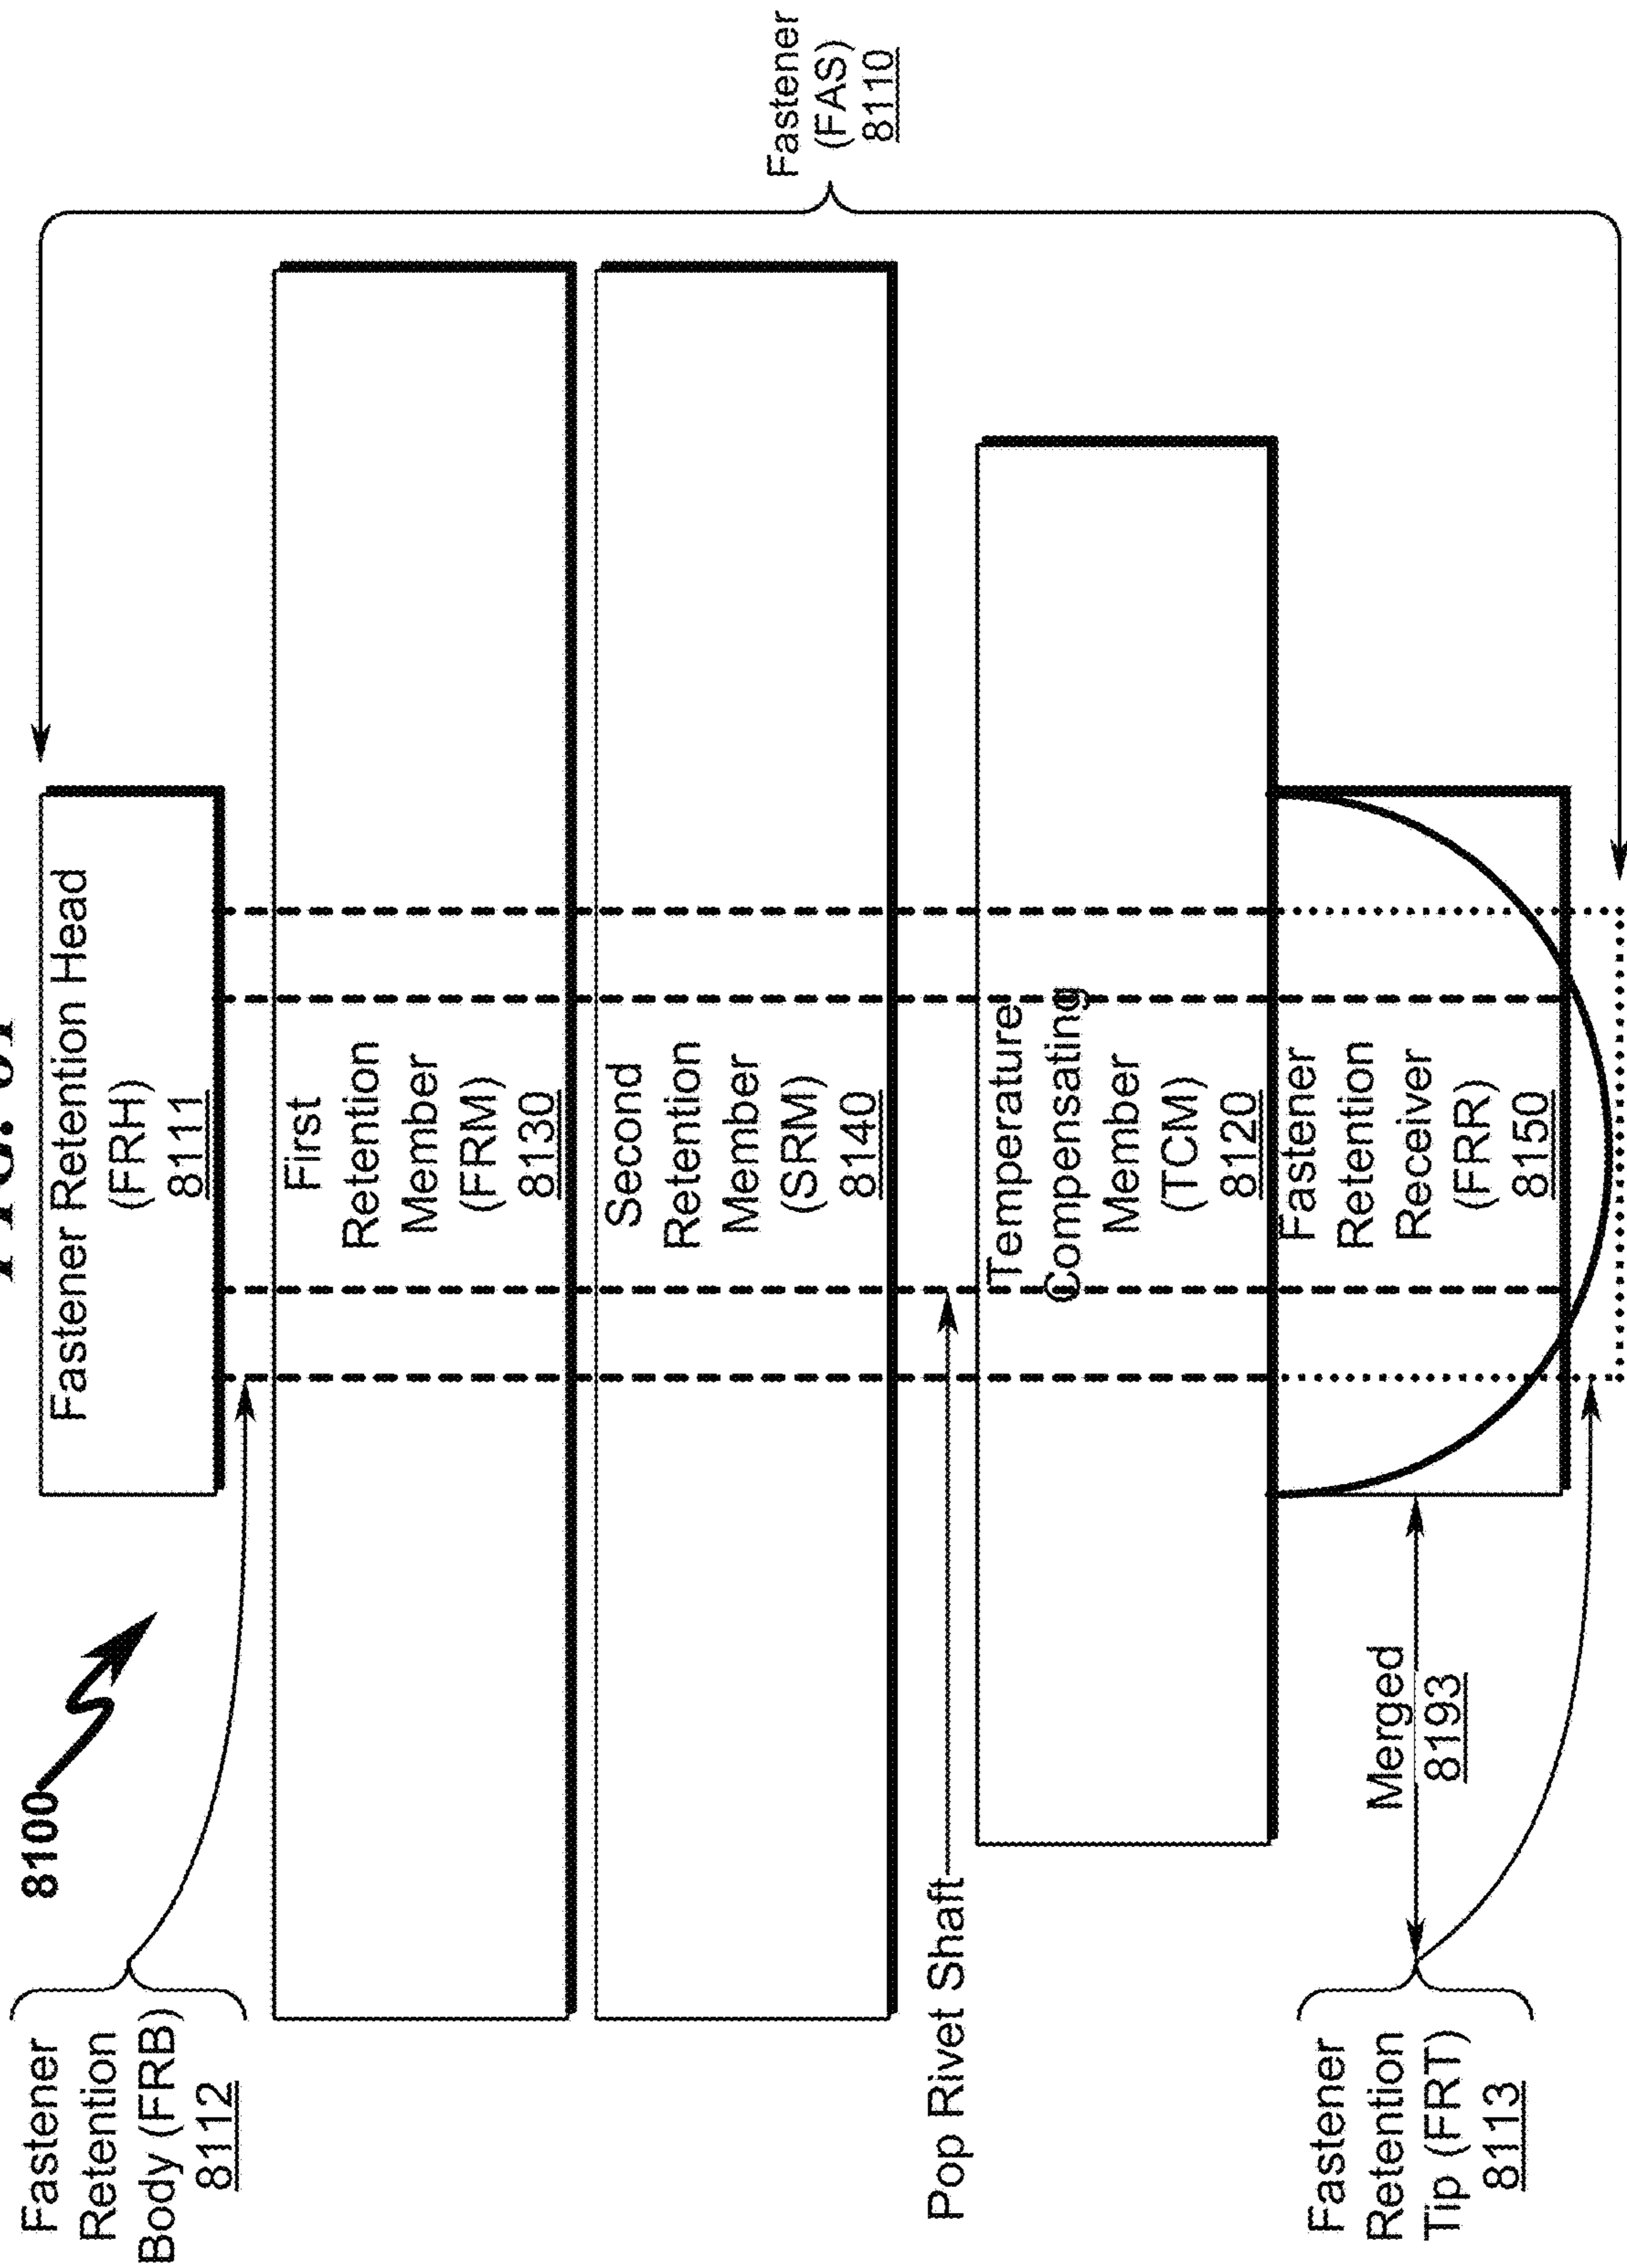 8100
Fastener Retention Head
(FRH)
8111
Fastener
Retention
Body (FRB)
8112
First
Retention
Member
(FRM)
8130
Second
Retention
Member
(SRM)
8140
Fastener
(FAS)
8110
Pop Rivet Shaft
Temperature
Compensating
Member
(TCM)
8120
Fastener
Retention
Receiver
(FRR)
8150
Merged
8193
Fastener
Retention
Tip (FRT)
8113